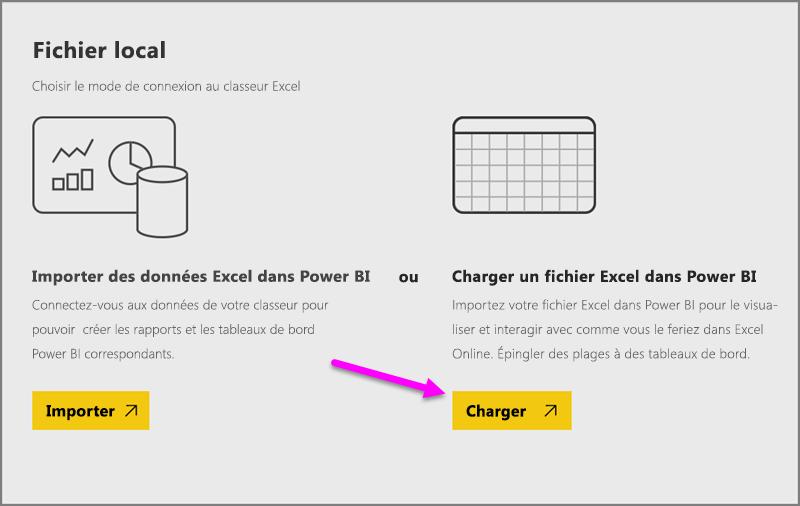 Fichier local
Choisir le mode de connexion au classeur Excel
Importer des données Excel dans Power BI
Connectez-vous aux données de votre classeur pour
pouvoir créer les rapports et les tableaux de bord
Power BI correspondants.
Importer
ou
Charger un fichier Excel dans Power BI
Importez votre fichier Excel dans Power BI pour le visua-
liser et interagir avec comme vous le feriez dans Excel
Online. Épingler des plages à des tableaux de bord.
Charger